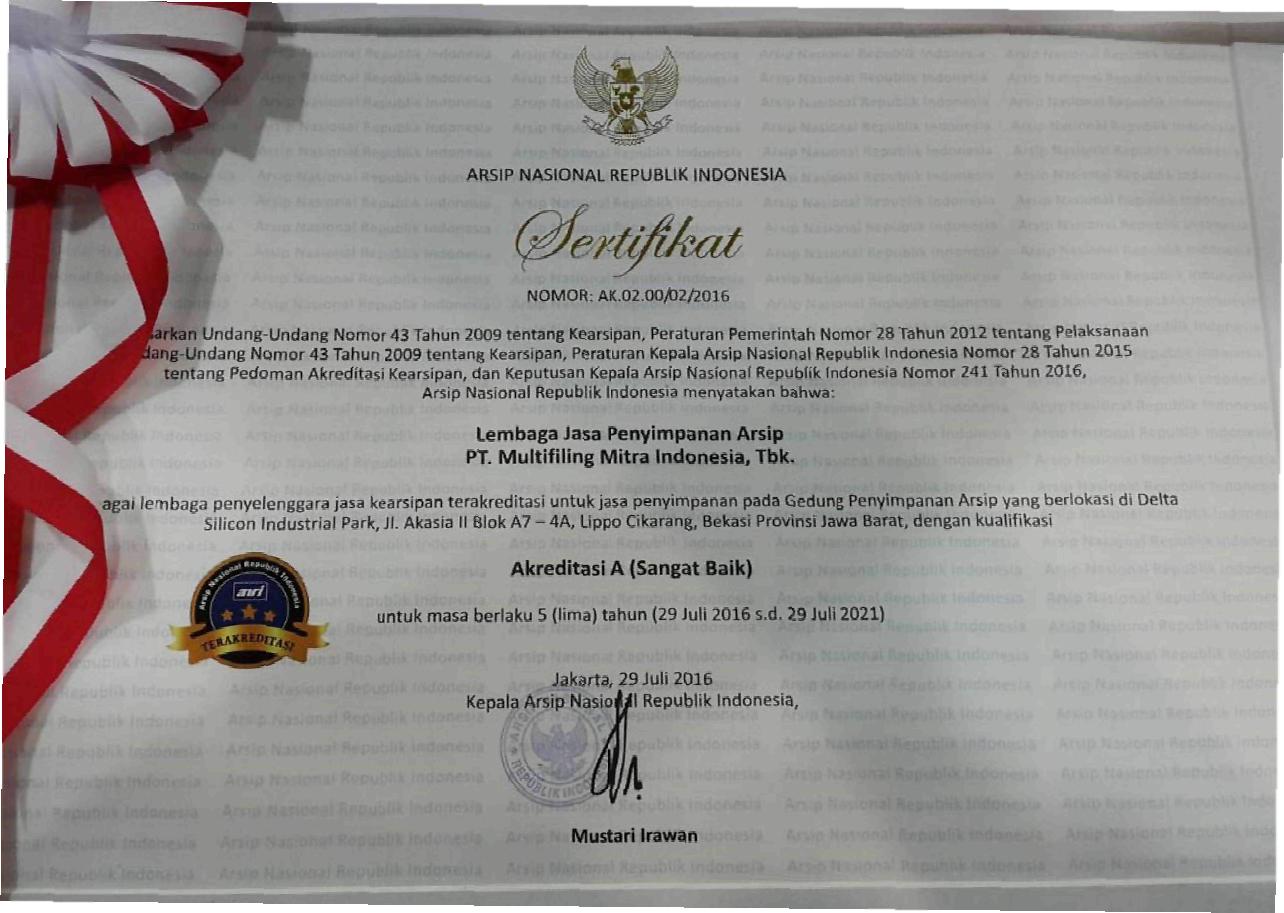 ARSIP NASIONAL REPUBLIK INDONESIA
Sertifikat
NOMOR: AK.02.00/02/2016
arkan Undang-Undang Nomor 43 Tahun 2009 tentang Kearsipan, Peraturan Pemerintah Nomor 28 Tahun 2012 tentang Pelaksanan
dang-Undang Nomor 43 Tahun 2009 tentang Kearsipan, Peraturan Kepala Arsip Nasional Republik Indonesia Nomor 28 Tahun 2015
tentang Pedoman Akreditasi Kearsipan, dan Keputusan Kepala Arsip Nasional Republik Indonesia Nomor 241 Tahun 2016,
Arsip Nasional Republik Indonesia menyatakan bahwa:
Lembaga Jasa Penyimpanan Arsip
PT. Multifiling Mitra Indonesia, Tbk.
agai lembaga penyelenggara jasa kearsipan terakreditasi untuk jasa penyimpanan pada Gedung Penyimpanan Arsip yang berlokasi di Delta
Silicon Industrial Park, Jl. Akasia II Blok A7 – 4A, Lippo Cikarang, Bekasi Provinsi Jawa Barat, dengan kualifikasi
Akreditasi A (Sangat Baik)
Arsip Nasional Republik Indonesia
anri
TERAKREDITASI
untuk masa berlaku 5 (lima) tahun (29 Juli 2016 s.d. 29 Juli 2021)
Jakarta, 29 Juli 2016
Kepala Arsip Nasional Republik Indonesia,
Mustari Irawan